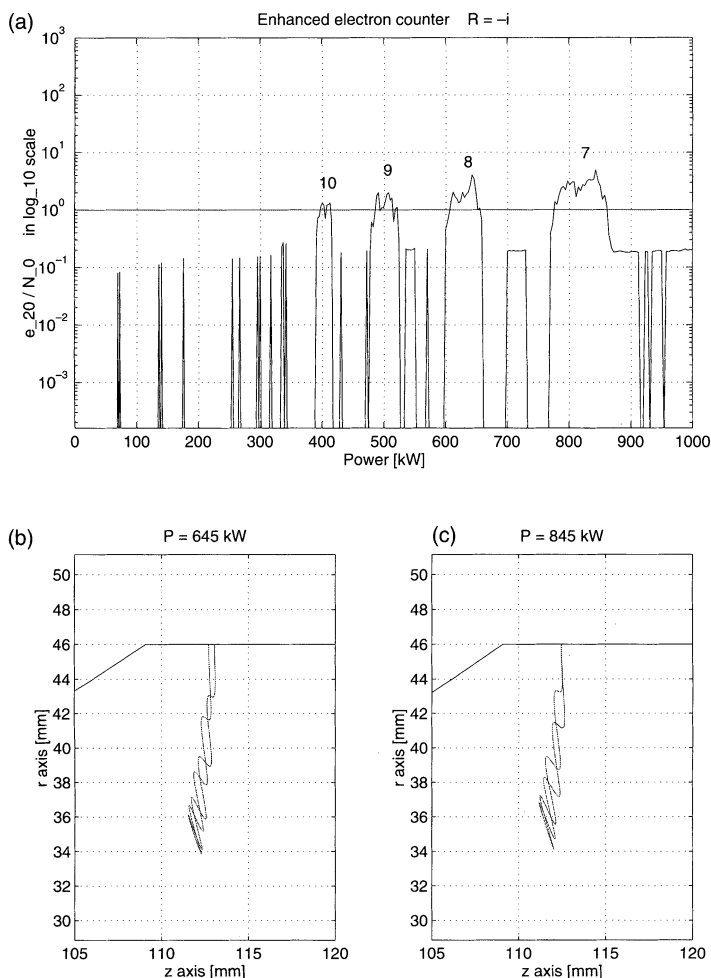 (a)
Enhanced electron counter R = –i
e_20 / N_0 in log_10 scale
10^3
10^2
10^1
10^0
10^-1
10^-2
10^-3
10
9
8
7
0 100 200 300 400 500 600 700 800 900 1000
Power [kW]
(b)
P = 645 kW
r axis [mm]
50
48
46
44
42
40
38
36
34
32
30
105 110 115 120
z axis [mm]
(c)
P = 845 kW
r axis [mm]
50
48
46
44
42
40
38
36
34
32
30
105 110 115 120
z axis [mm]